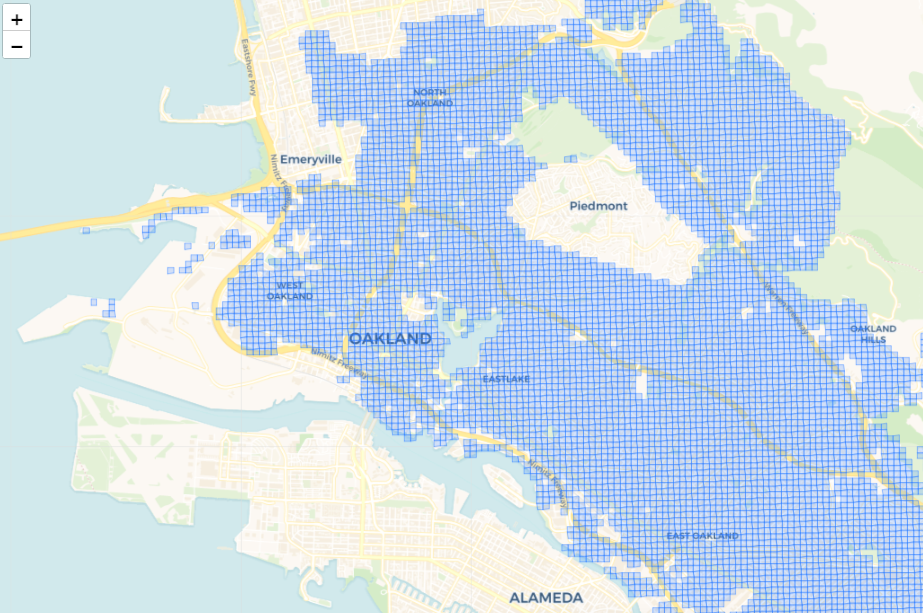 +
−
Eastshore Fwy
NORTH
OAKLAND
Emeryville
Nimitz Freeway
Piedmont
WEST
OAKLAND
Warren Freeway
OAKLAND
HILLS
OAKLAND
Nimitz Freeway
EASTLAKE
Nimitz Freeway
EAST OAKLAND
ALAMEDA